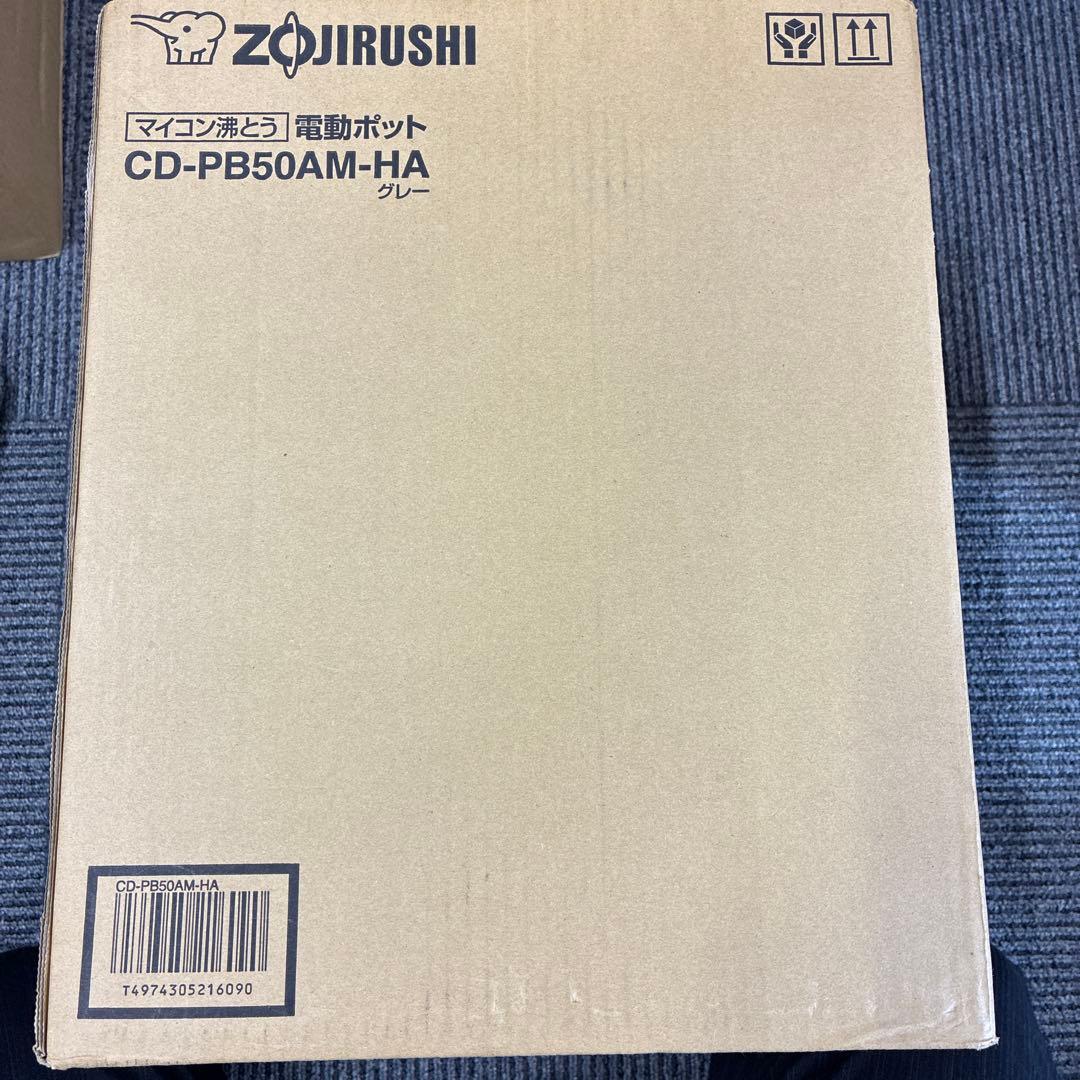 ZOJIRUSHI
マイコン沸とう 電動ポット
CD-PB50AM-HA
グレー
CD-PB50AM-HA
T4974305216090